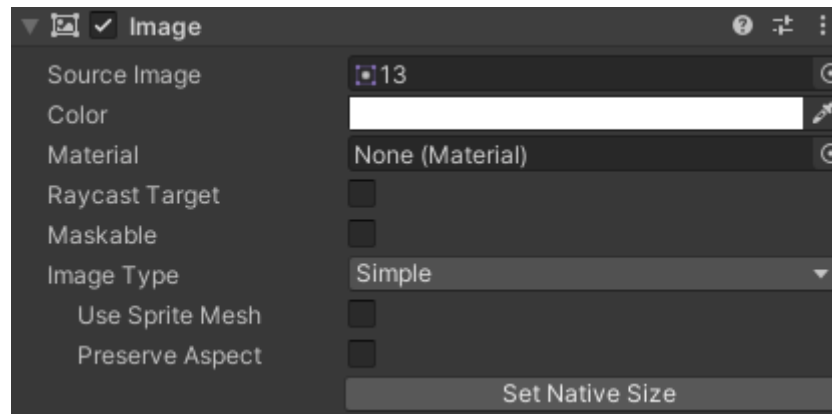 Image
Source Image 13
Color
Material None (Material)
Raycast Target
Maskable
Image Type Simple
Use Sprite Mesh
Preserve Aspect
Set Native Size